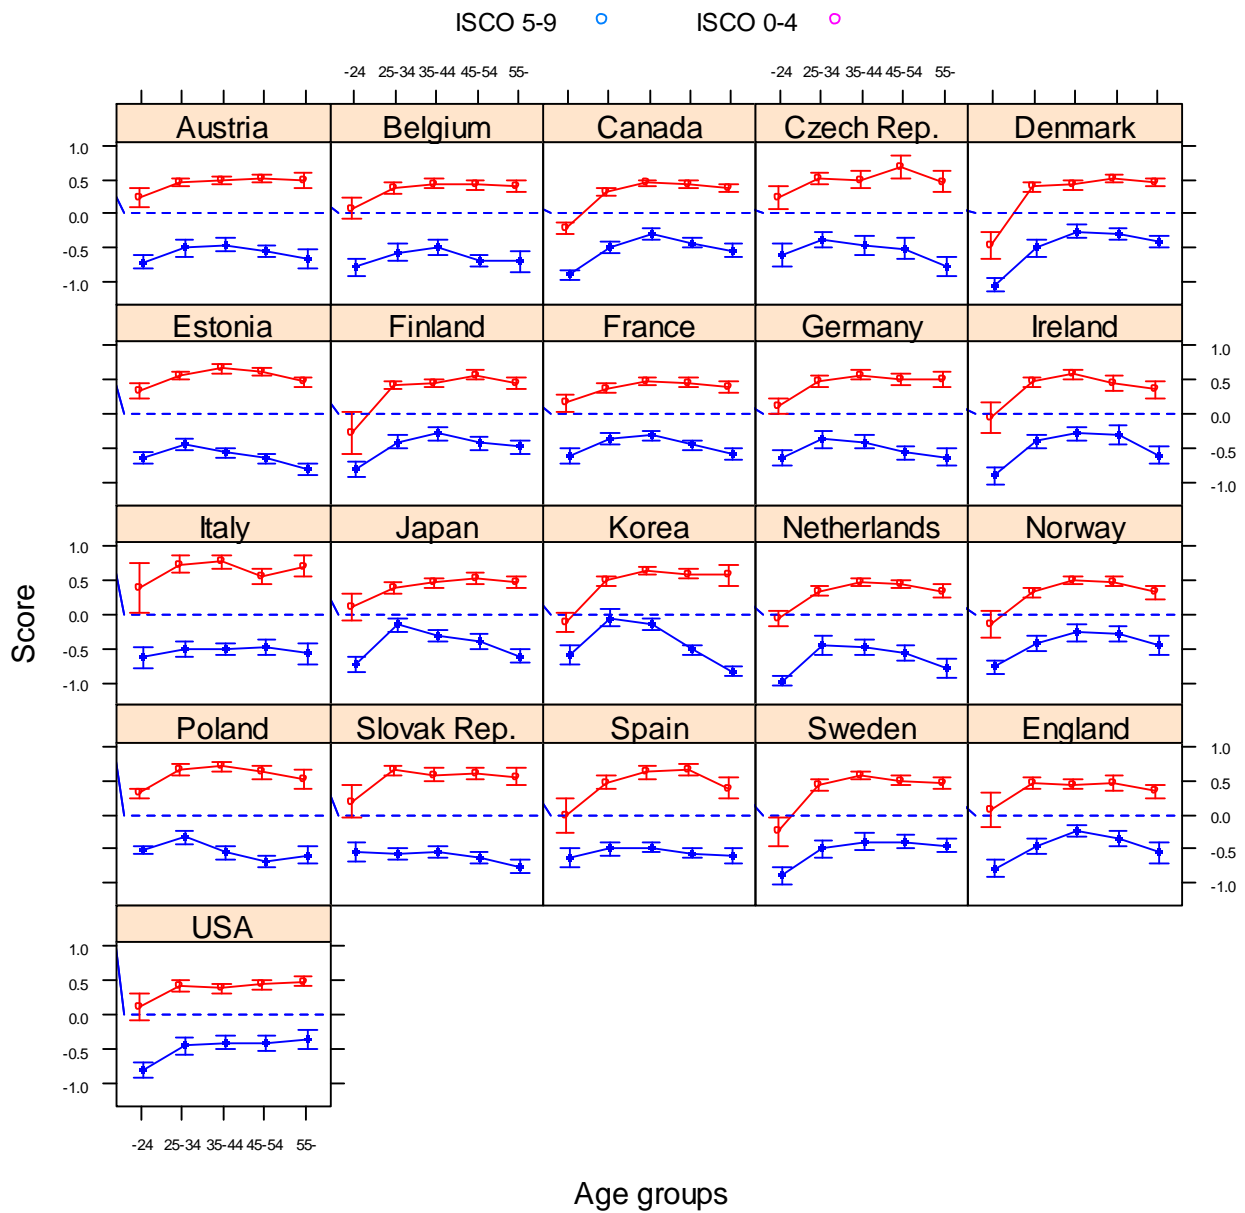 ISCO 5-9 ISCO 0-4
-24 25-34 35-44 45-54 55- -24 25-34 35-44 45-54 55-
Austria Belgium Canada Czech Rep. Denmark
1.0
0.5
0.0
-0.5
-1.0
Estonia Finland France Germany Ireland
1.0
0.5
0.0
-0.5
-1.0
Italy Japan Korea Netherlands Norway
1.0
0.5
0.0
-0.5
-1.0
Score
Poland Slovak Rep. Spain Sweden England
1.0
0.5
0.0
-0.5
-1.0
USA
1.0
0.5
0.0
-0.5
-1.0
-24 25-34 35-44 45-54 55-
Age groups